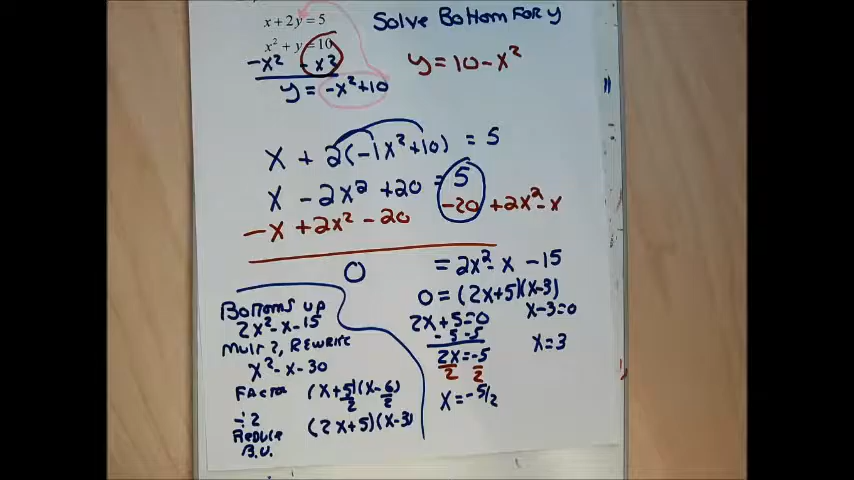 x + 2y = 5
Solve Bottom For y
x² + y = 10
-x² - x²
y = 10 - x²
y = -x² + 10
x + 2(-1x² + 10) = 5
x - 2x² + 20 = 5
-x + 2x² - 20 -20 + 2x² - x
0 = 2x² - x - 15
0 = (2x+5)(x-3)
2x+5=0 x-3=0
-5 -5
2x = -5 x=3
2 2
x = -5/2
Bottoms up
2x² - x - 15
Mult 2, Rewrite
x² - x - 30
Factor (x+5)(x-6)
2 2
÷2
Reduce (2x+5)(x-3)
B.U.